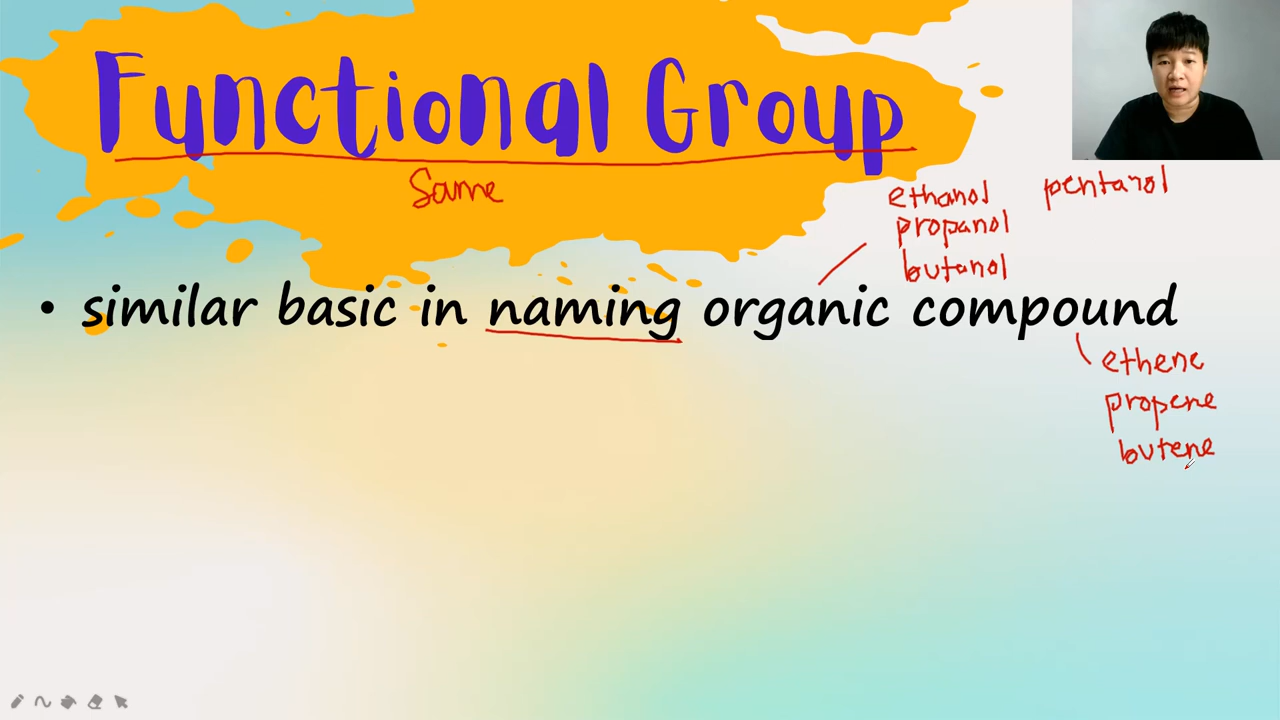 Functional Group
Same
ethanol pentanol
propanol
butanol
• similar basic in naming organic compound
ethene
propene
butene